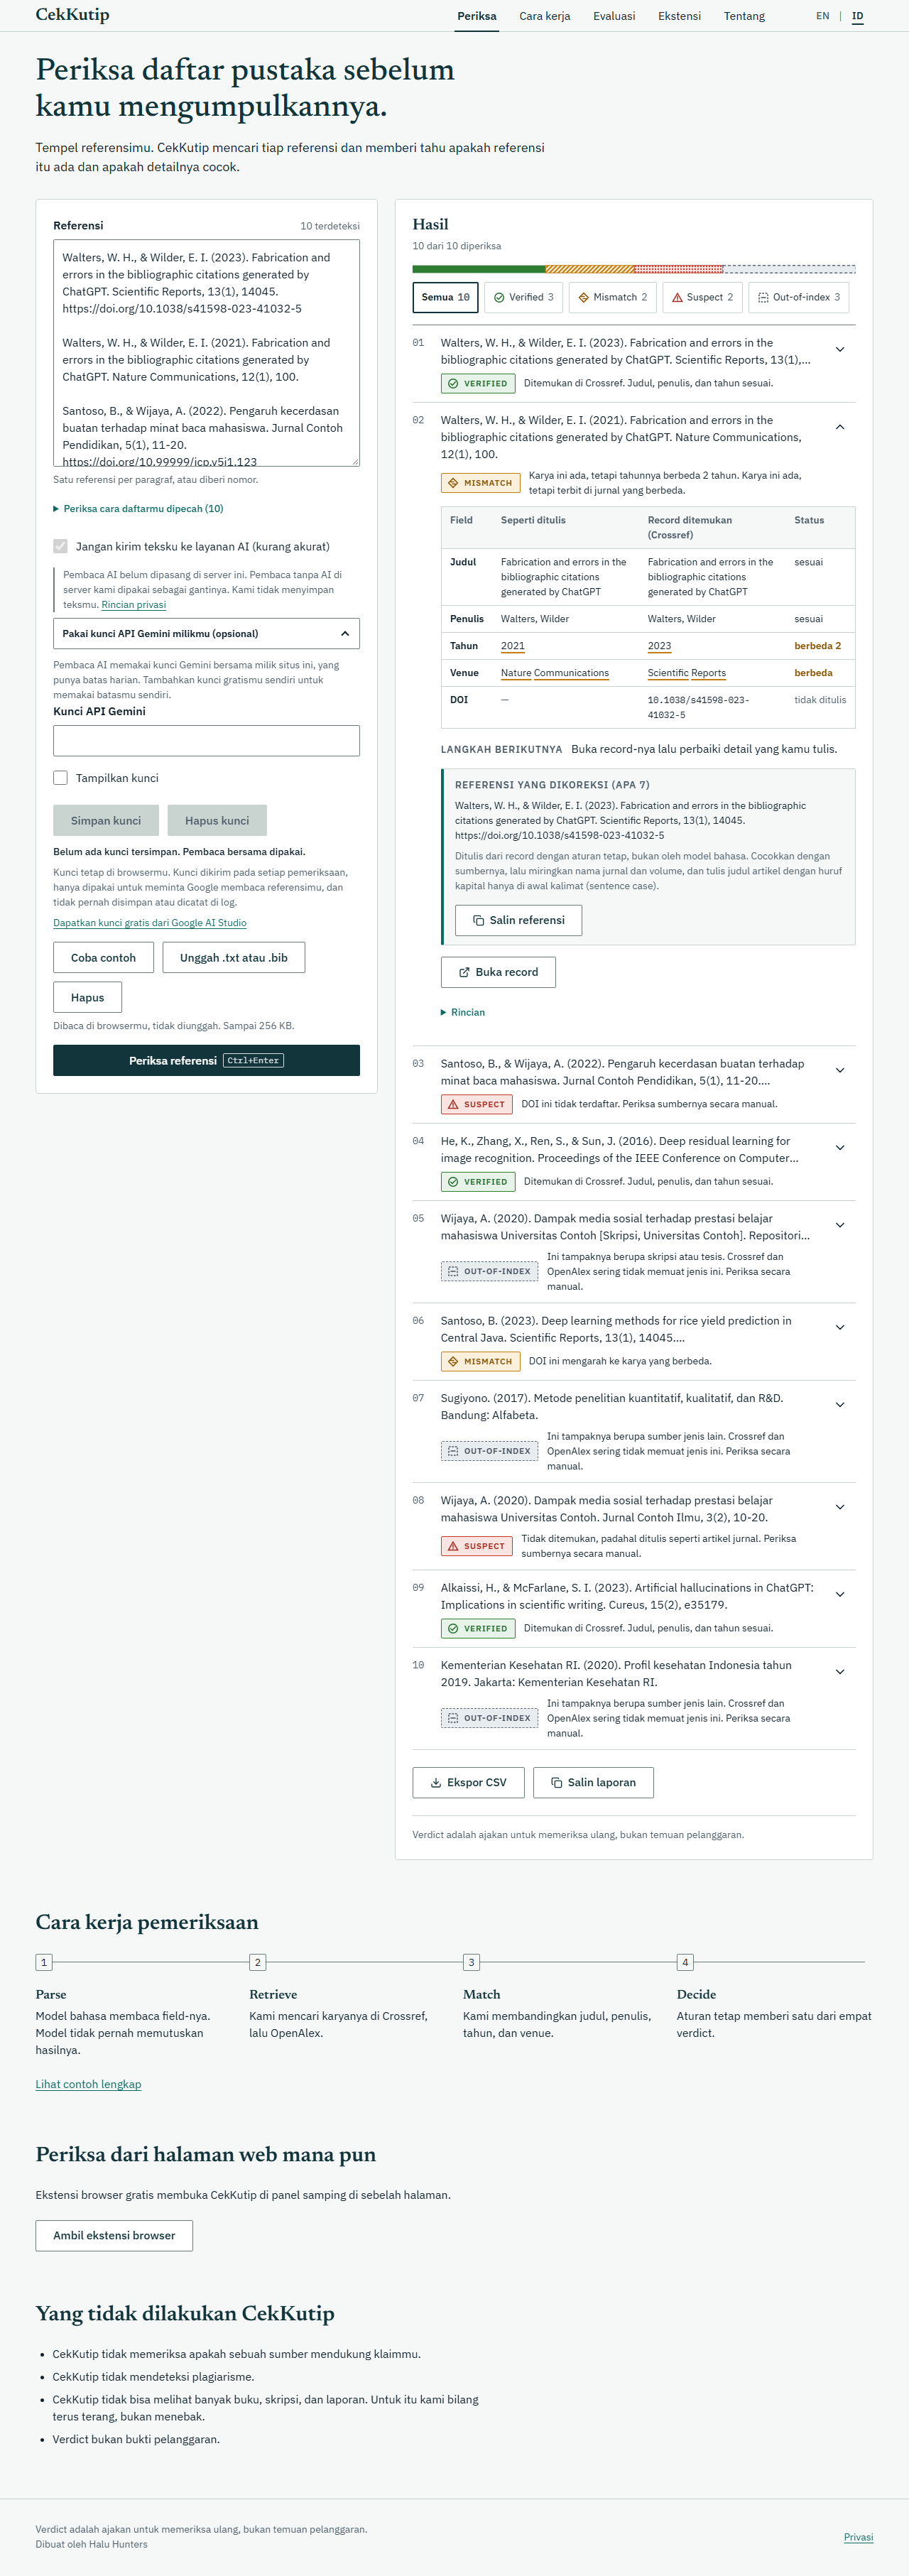 CekKutip
Periksa
Cara kerja
Evaluasi
Ekstensi
Tentang
EN | ID
Periksa daftar pustaka sebelum
kamu mengumpulkannya.
Tempel referensimu. CekKutip mencari tiap referensi dan memberi tahu apakah referensi
itu ada dan apakah detailnya cocok.
Referensi
10 terdeteksi
Walters, W. H., & Wilder, E. I. (2023). Fabrication and
errors in the bibliographic citations generated by
ChatGPT. Scientific Reports, 13(1), 14045.
https://doi.org/10.1038/s41598-023-41032-5
Walters, W. H., & Wilder, E. I. (2021). Fabrication and
errors in the bibliographic citations generated by
ChatGPT. Nature Communications, 12(1), 100.
Santoso, B., & Wijaya, A. (2022). Pengaruh kecerdasan
buatan terhadap minat baca mahasiswa. Jurnal Contoh
Pendidikan, 5(1), 11-20.
https://doi.org/10.99999/jcp.v5i1.123
Satu referensi per paragraf, atau diberi nomor.
Periksa cara daftarmu dipecah (10)
Jangan kirim teksku ke layanan AI (kurang akurat)
Pembaca AI belum dipasang di server ini. Pembaca tanpa AI di
server kami dipakai sebagai gantinya. Kami tidak menyimpan
teksmu. Rincian privasi
Pakai kunci API Gemini milikmu (opsional)
Pembaca AI memakai kunci Gemini bersama milik situs ini, yang
punya batas harian. Tambahkan kunci gratismu sendiri untuk
memakai batasmu sendiri.
Kunci API Gemini
Tampilkan kunci
Simpan kunci
Hapus kunci
Belum ada kunci tersimpan. Pembaca bersama dipakai.
Kunci tetap di browsermu. Kunci dikirim pada setiap pemeriksaan,
hanya dipakai untuk meminta Google membaca referensimu, dan
tidak pernah disimpan atau dicatat di log.
Dapatkan kunci gratis dari Google AI Studio
Coba contoh
Unggah .txt atau .bib
Hapus
Dibaca di browsermu, tidak diunggah. Sampai 256 KB.
Periksa referensi Ctrl+Enter
Hasil
10 dari 10 diperiksa
Semua 10
Verified 3
Mismatch 2
Suspect 2
Out-of-index 3
01
Walters, W. H., & Wilder, E. I. (2023). Fabrication and errors in the
bibliographic citations generated by ChatGPT. Scientific Reports, 13(1),...
VERIFIED
Ditemukan di Crossref. Judul, penulis, dan tahun sesuai.
02
Walters, W. H., & Wilder, E. I. (2021). Fabrication and errors in the
bibliographic citations generated by ChatGPT. Nature Communications,
12(1), 100.
MISMATCH
Karya ini ada, tetapi tahunnya berbeda 2 tahun. Karya ini ada,
tetapi terbit di jurnal yang berbeda.
Field
Seperti ditulis
Record ditemukan
(Crossref)
Status
Judul
Fabrication and errors in the
bibliographic citations
generated by ChatGPT
Fabrication and errors in the
bibliographic citations
generated by ChatGPT
sesuai
Penulis
Walters, Wilder
Walters, Wilder
sesuai
Tahun
2021
2023
berbeda 2
Venue
Nature Communications
Scientific Reports
berbeda
DOI
—
10.1038/s41598-023-
41032-5
tidak ditulis
LANGKAH BERIKUTNYA Buka record-nya lalu perbaiki detail yang kamu tulis.
REFERENSI YANG DIKOREKSI (APA 7)
Walters, W. H., & Wilder, E. I. (2023). Fabrication and errors in the bibliographic
citations generated by ChatGPT. Scientific Reports, 13(1), 14045.
https://doi.org/10.1038/s41598-023-41032-5
Ditulis dari record dengan aturan tetap, bukan oleh model bahasa. Cocokkan dengan
sumbernya, lalu miringkan nama jurnal dan volume, dan tulis judul artikel dengan huruf
kapital hanya di awal kalimat (sentence case).
Salin referensi
Buka record
Rincian
03
Santoso, B., & Wijaya, A. (2022). Pengaruh kecerdasan buatan terhadap
minat baca mahasiswa. Jurnal Contoh Pendidikan, 5(1), 11-20....
SUSPECT
DOI ini tidak terdaftar. Periksa sumbernya secara manual.
04
He, K., Zhang, X., Ren, S., & Sun, J. (2016). Deep residual learning for
image recognition. Proceedings of the IEEE Conference on Computer...
VERIFIED
Ditemukan di Crossref. Judul, penulis, dan tahun sesuai.
05
Wijaya, A. (2020). Dampak media sosial terhadap prestasi belajar
mahasiswa Universitas Contoh [Skripsi, Universitas Contoh]. Repositori...
OUT-OF-INDEX
Ini tampaknya berupa skripsi atau tesis. Crossref dan
OpenAlex sering tidak memuat jenis ini. Periksa secara
manual.
06
Santoso, B. (2023). Deep learning methods for rice yield prediction in
Central Java. Scientific Reports, 13(1), 14045....
MISMATCH
DOI ini mengarah ke karya yang berbeda.
07
Sugiyono. (2017). Metode penelitian kuantitatif, kualitatif, dan R&D.
Bandung: Alfabeta.
OUT-OF-INDEX
Ini tampaknya berupa sumber jenis lain. Crossref dan
OpenAlex sering tidak memuat jenis ini. Periksa secara
manual.
08
Wijaya, A. (2020). Dampak media sosial terhadap prestasi belajar
mahasiswa Universitas Contoh. Jurnal Contoh Ilmu, 3(2), 10-20.
SUSPECT
Tidak ditemukan, padahal ditulis seperti artikel jurnal. Periksa
sumbernya secara manual.
09
Alkaissi, H., & McFarlane, S. I. (2023). Artificial hallucinations in ChatGPT:
Implications in scientific writing. Cureus, 15(2), e35179.
VERIFIED
Ditemukan di Crossref. Judul, penulis, dan tahun sesuai.
10
Kementerian Kesehatan RI. (2020). Profil kesehatan Indonesia tahun
2019. Jakarta: Kementerian Kesehatan RI.
OUT-OF-INDEX
Ini tampaknya berupa sumber jenis lain. Crossref dan
OpenAlex sering tidak memuat jenis ini. Periksa secara
manual.
Ekspor CSV
Salin laporan
Verdict adalah ajakan untuk memeriksa ulang, bukan temuan pelanggaran.
Cara kerja pemeriksaan
1
2
3
4
Parse
Model bahasa membaca field-nya.
Model tidak pernah memutuskan
hasilnya.
Retrieve
Kami mencari karyanya di Crossref,
lalu OpenAlex.
Match
Kami membandingkan judul, penulis,
tahun, dan venue.
Decide
Aturan tetap memberi satu dari empat
verdict.
Lihat contoh lengkap
Periksa dari halaman web mana pun
Ekstensi browser gratis membuka CekKutip di panel samping di sebelah halaman.
Ambil ekstensi browser
Yang tidak dilakukan CekKutip
• CekKutip tidak memeriksa apakah sebuah sumber mendukung klaimmu.
• CekKutip tidak mendeteksi plagiarisme.
• CekKutip tidak bisa melihat banyak buku, skripsi, dan laporan. Untuk itu kami bilang
terus terang, bukan menebak.
• Verdict bukan bukti pelanggaran.
Verdict adalah ajakan untuk memeriksa ulang, bukan temuan pelanggaran.
Dibuat oleh Halu Hunters
Privasi